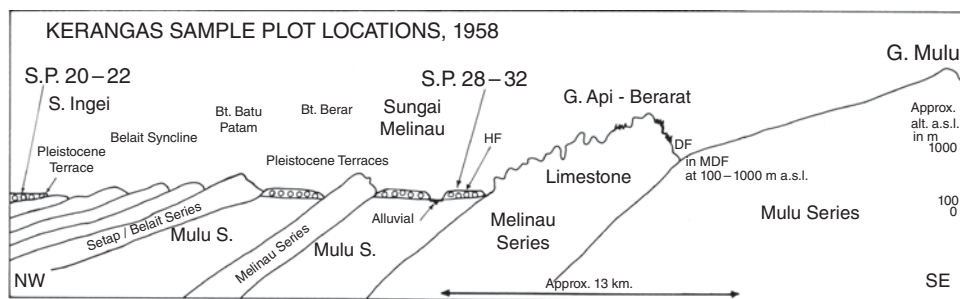 KERANGAS SAMPLE PLOT LOCATIONS, 1958
G. Mulu
S.P. 20–22
S.P. 28–32
S. Ingei
Bt. Batu
Patam
Bt. Berar
Sungai
Melinau
G. Api - Berarat
Approx.
alt. a.s.l.
in m
1000
Belait Syncline
Pleistocene
Terrace
Pleistocene Terraces
HF
DF
in MDF
at 100–1000 m a.s.l.
Limestone
100
0
Alluvial
Setap / Belait Series
Mulu S.
Melinau Series
Mulu S.
Melinau
Series
Mulu Series
NW
Approx. 13 km.
SE